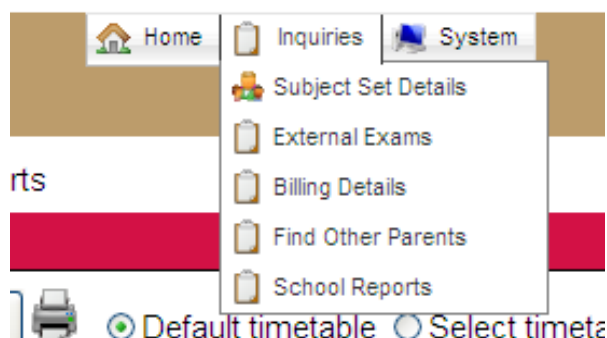 Home Inquiries System
Subject Set Details
External Exams
rts
Billing Details
Find Other Parents
School Reports
Default timetable Select timeta